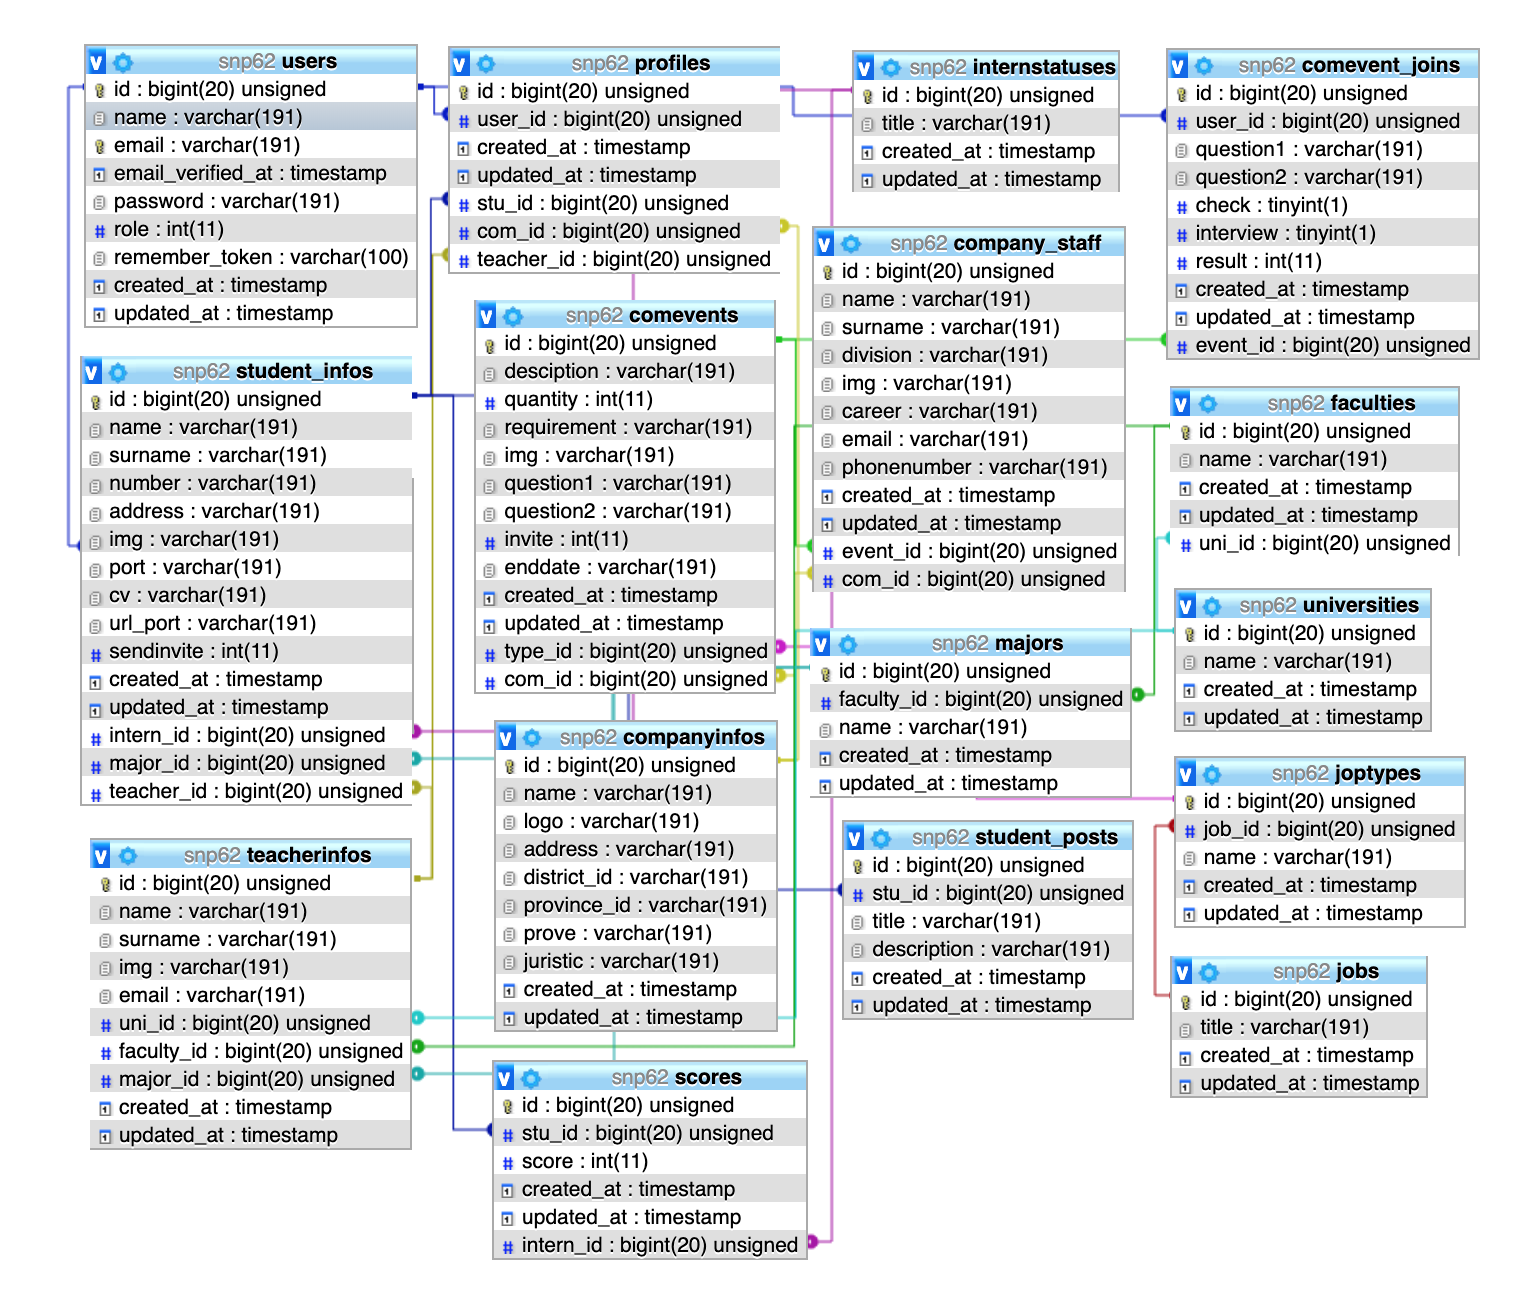 snp62 users
id : bigint(20) unsigned
name : varchar(191)
email : varchar(191)
email_verified_at : timestamp
password : varchar(191)
role : int(11)
remember_token : varchar(100)
created_at : timestamp
updated_at : timestamp
snp62 profiles
id : bigint(20) unsigned
user_id : bigint(20) unsigned
created_at : timestamp
updated_at : timestamp
stu_id : bigint(20) unsigned
com_id : bigint(20) unsigned
teacher_id : bigint(20) unsigned
snp62 internstatuses
id : bigint(20) unsigned
title : varchar(191)
created_at : timestamp
updated_at : timestamp
snp62 comevent_joins
id : bigint(20) unsigned
user_id : bigint(20) unsigned
question1 : varchar(191)
question2 : varchar(191)
check : tinyint(1)
interview : tinyint(1)
result : int(11)
created_at : timestamp
updated_at : timestamp
event_id : bigint(20) unsigned
snp62 student_infos
id : bigint(20) unsigned
name : varchar(191)
surname : varchar(191)
number : varchar(191)
address : varchar(191)
img : varchar(191)
port : varchar(191)
cv : varchar(191)
url_port : varchar(191)
sendinvite : int(11)
created_at : timestamp
updated_at : timestamp
intern_id : bigint(20) unsigned
major_id : bigint(20) unsigned
teacher_id : bigint(20) unsigned
snp62 comevents
id : bigint(20) unsigned
desciption : varchar(191)
quantity : int(11)
requirement : varchar(191)
img : varchar(191)
question1 : varchar(191)
question2 : varchar(191)
invite : int(11)
enddate : varchar(191)
created_at : timestamp
updated_at : timestamp
type_id : bigint(20) unsigned
com_id : bigint(20) unsigned
snp62 company_staff
id : bigint(20) unsigned
name : varchar(191)
surname : varchar(191)
division : varchar(191)
img : varchar(191)
career : varchar(191)
email : varchar(191)
phonenumber : varchar(191)
created_at : timestamp
updated_at : timestamp
event_id : bigint(20) unsigned
com_id : bigint(20) unsigned
snp62 faculties
id : bigint(20) unsigned
name : varchar(191)
created_at : timestamp
updated_at : timestamp
uni_id : bigint(20) unsigned
snp62 universities
id : bigint(20) unsigned
name : varchar(191)
created_at : timestamp
updated_at : timestamp
snp62 majors
id : bigint(20) unsigned
faculty_id : bigint(20) unsigned
name : varchar(191)
created_at : timestamp
updated_at : timestamp
snp62 companyinfos
id : bigint(20) unsigned
name : varchar(191)
logo : varchar(191)
address : varchar(191)
district_id : varchar(191)
province_id : varchar(191)
prove : varchar(191)
juristic : varchar(191)
created_at : timestamp
updated_at : timestamp
snp62 joptypes
id : bigint(20) unsigned
job_id : bigint(20) unsigned
name : varchar(191)
created_at : timestamp
updated_at : timestamp
snp62 teacherinfos
id : bigint(20) unsigned
name : varchar(191)
surname : varchar(191)
img : varchar(191)
email : varchar(191)
uni_id : bigint(20) unsigned
faculty_id : bigint(20) unsigned
major_id : bigint(20) unsigned
created_at : timestamp
updated_at : timestamp
snp62 student_posts
id : bigint(20) unsigned
stu_id : bigint(20) unsigned
title : varchar(191)
description : varchar(191)
created_at : timestamp
updated_at : timestamp
snp62 jobs
id : bigint(20) unsigned
title : varchar(191)
created_at : timestamp
updated_at : timestamp
snp62 scores
id : bigint(20) unsigned
stu_id : bigint(20) unsigned
score : int(11)
created_at : timestamp
updated_at : timestamp
intern_id : bigint(20) unsigned